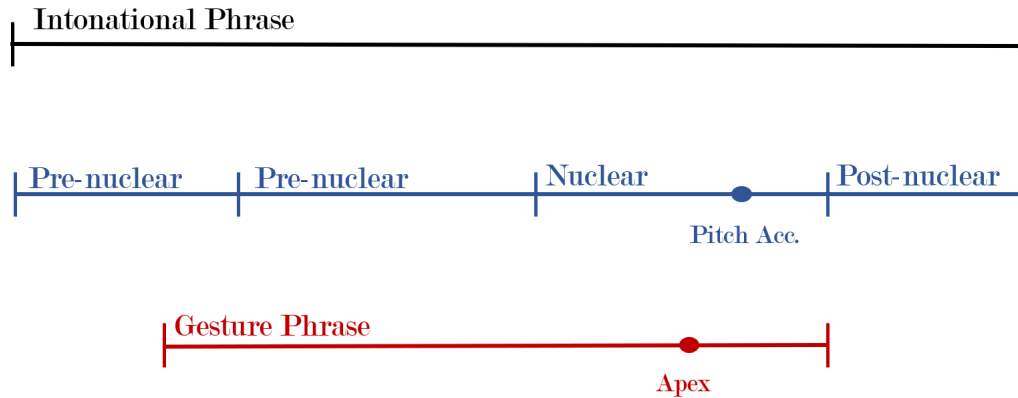 Intonational Phrase
Pre-nuclear Pre-nuclear Nuclear Post-nuclear
Pitch Acc.
Gesture Phrase
Apex